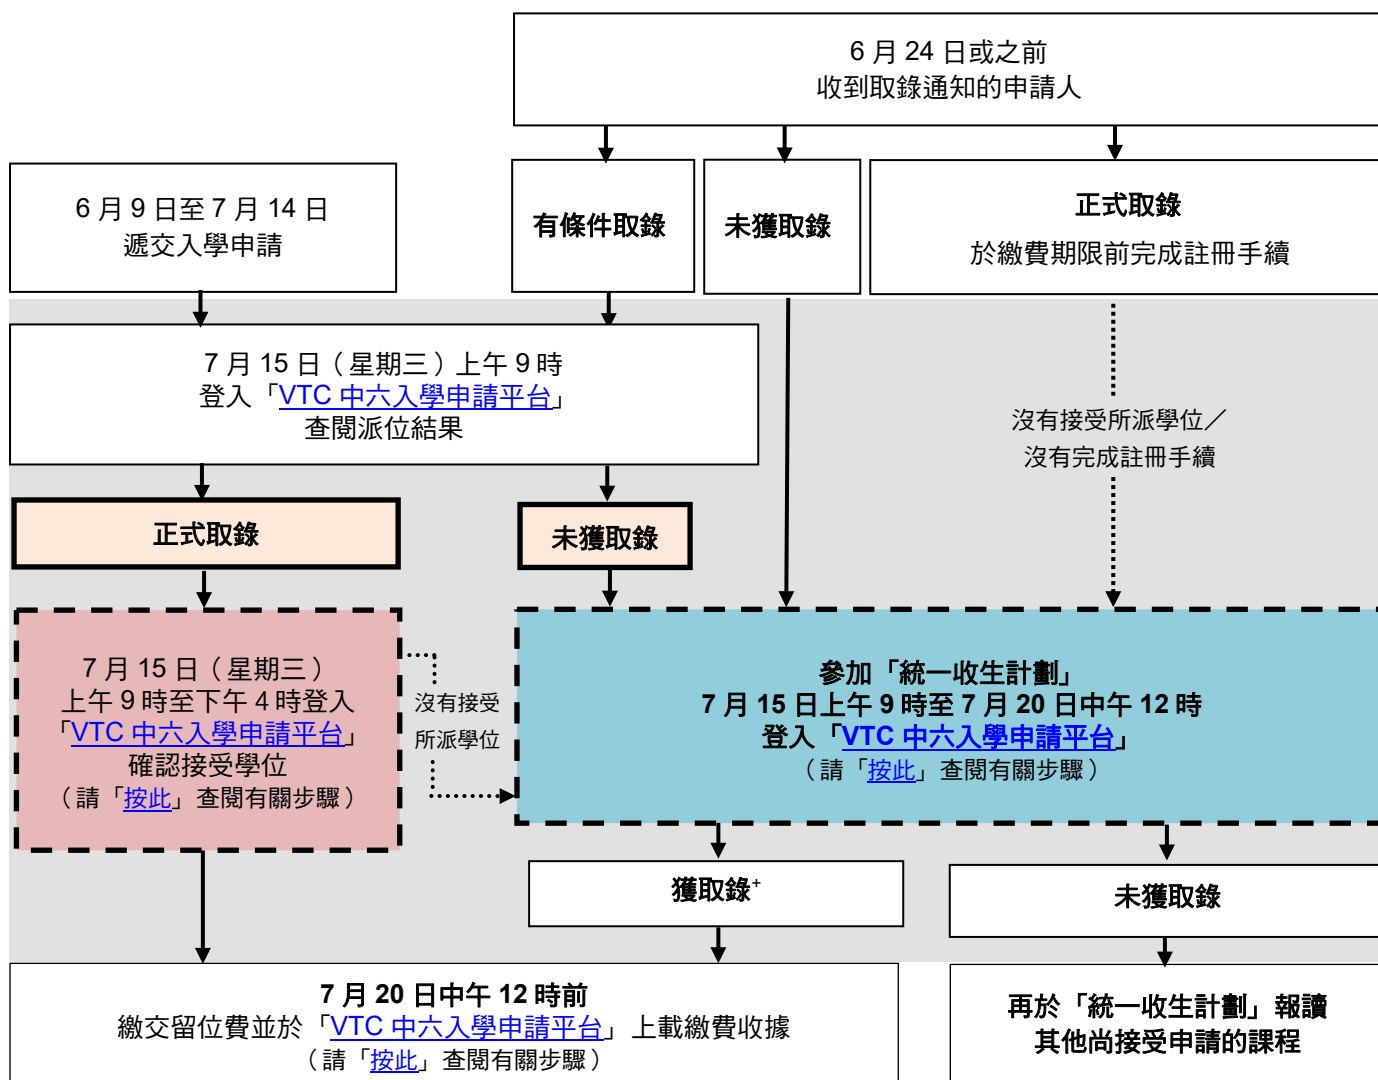 6 月 24 日或之前
收到取錄通知的申請人
6 月 9 日至 7 月 14 日
遞交入學申請
有條件取錄
未獲取錄
正式取錄
於繳費期限前完成註冊手續
7 月 15 日（星期三）上午 9 時
登入「VTC 中六入學申請平台」
查閱派位結果
沒有接受所派學位／
沒有完成註冊手續
正式取錄
未獲取錄
7 月 15 日（星期三）
上午 9 時至下午 4 時登入
「VTC 中六入學申請平台」
確認接受學位
（請「按此」查閱有關步驟）
沒有接受
所派學位
參加「統一收生計劃」
7 月 15 日上午 9 時至 7 月 20 日中午 12 時
登入「VTC 中六入學申請平台」
（請「按此」查閱有關步驟）
獲取錄+
未獲取錄
7 月 20 日中午 12 時前
繳交留位費並於「VTC 中六入學申請平台」上載繳費收據
（請「按此」查閱有關步驟）
再於「統一收生計劃」報讀
其他尚接受申請的課程